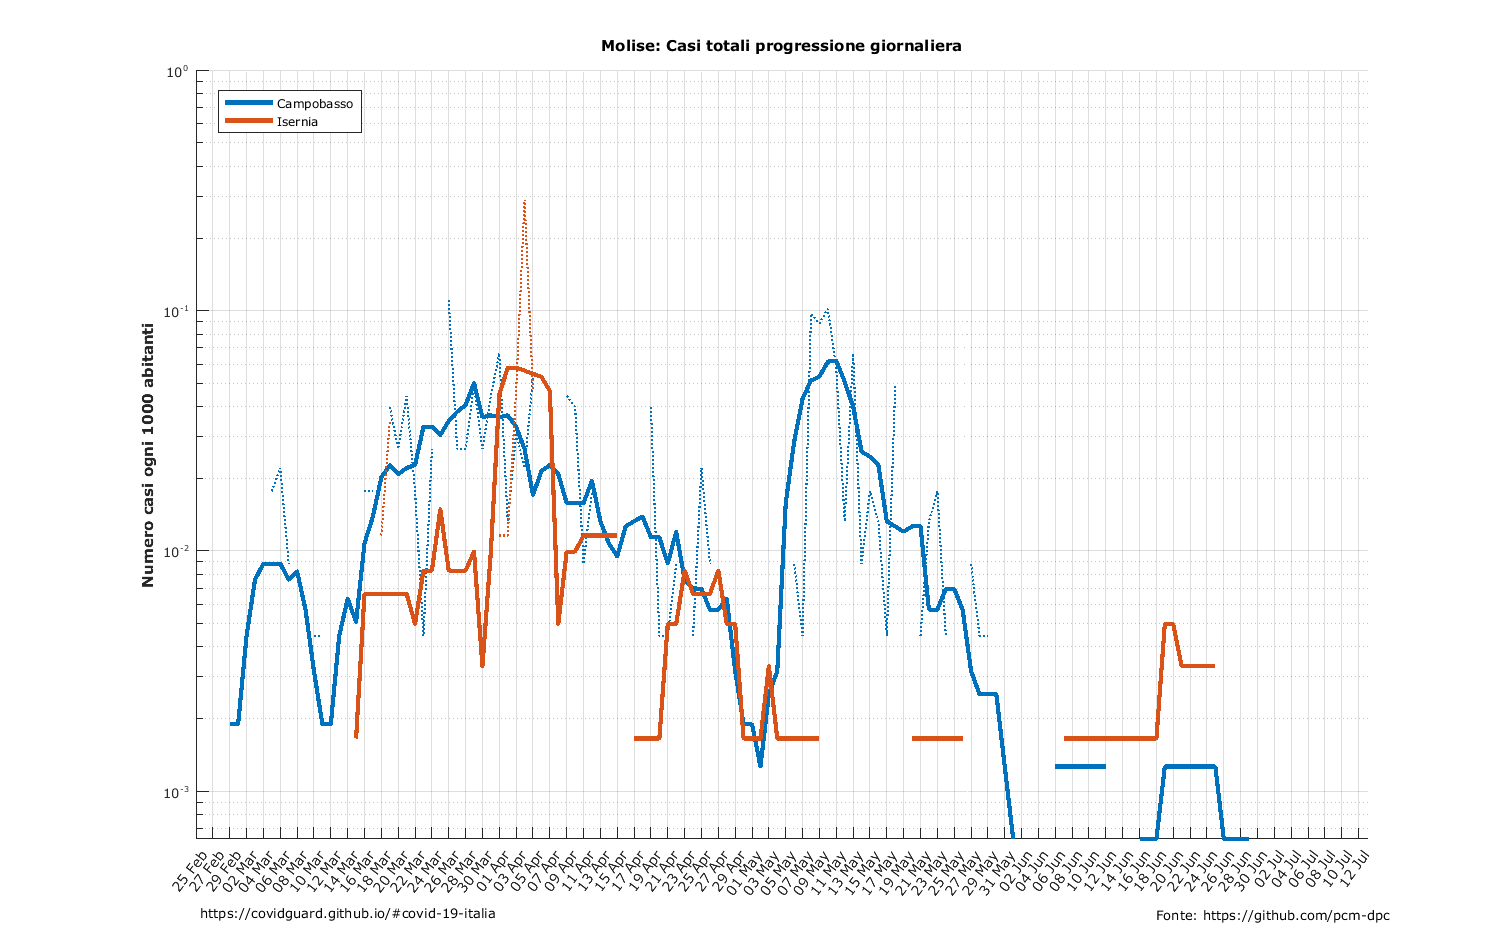 Molise: Casi totali progressione giornaliera
Campobasso
Isernia
Numero casi ogni 1000 abitanti
10⁰
10⁻¹
10⁻²
10⁻³
25 Feb
27 Feb
29 Feb
02 Mar
04 Mar
06 Mar
08 Mar
10 Mar
12 Mar
14 Mar
16 Mar
18 Mar
20 Mar
22 Mar
24 Mar
26 Mar
28 Mar
30 Mar
01 Apr
03 Apr
05 Apr
07 Apr
09 Apr
11 Apr
13 Apr
15 Apr
17 Apr
19 Apr
21 Apr
23 Apr
25 Apr
27 Apr
29 Apr
01 May
03 May
05 May
07 May
09 May
11 May
13 May
15 May
17 May
19 May
21 May
23 May
25 May
27 May
29 May
31 May
02 Jun
04 Jun
06 Jun
08 Jun
10 Jun
12 Jun
14 Jun
16 Jun
18 Jun
20 Jun
22 Jun
24 Jun
26 Jun
28 Jun
30 Jun
02 Jul
04 Jul
06 Jul
08 Jul
10 Jul
12 Jul
https://covidguard.github.io/#covid-19-italia
Fonte: https://github.com/pcm-dpc